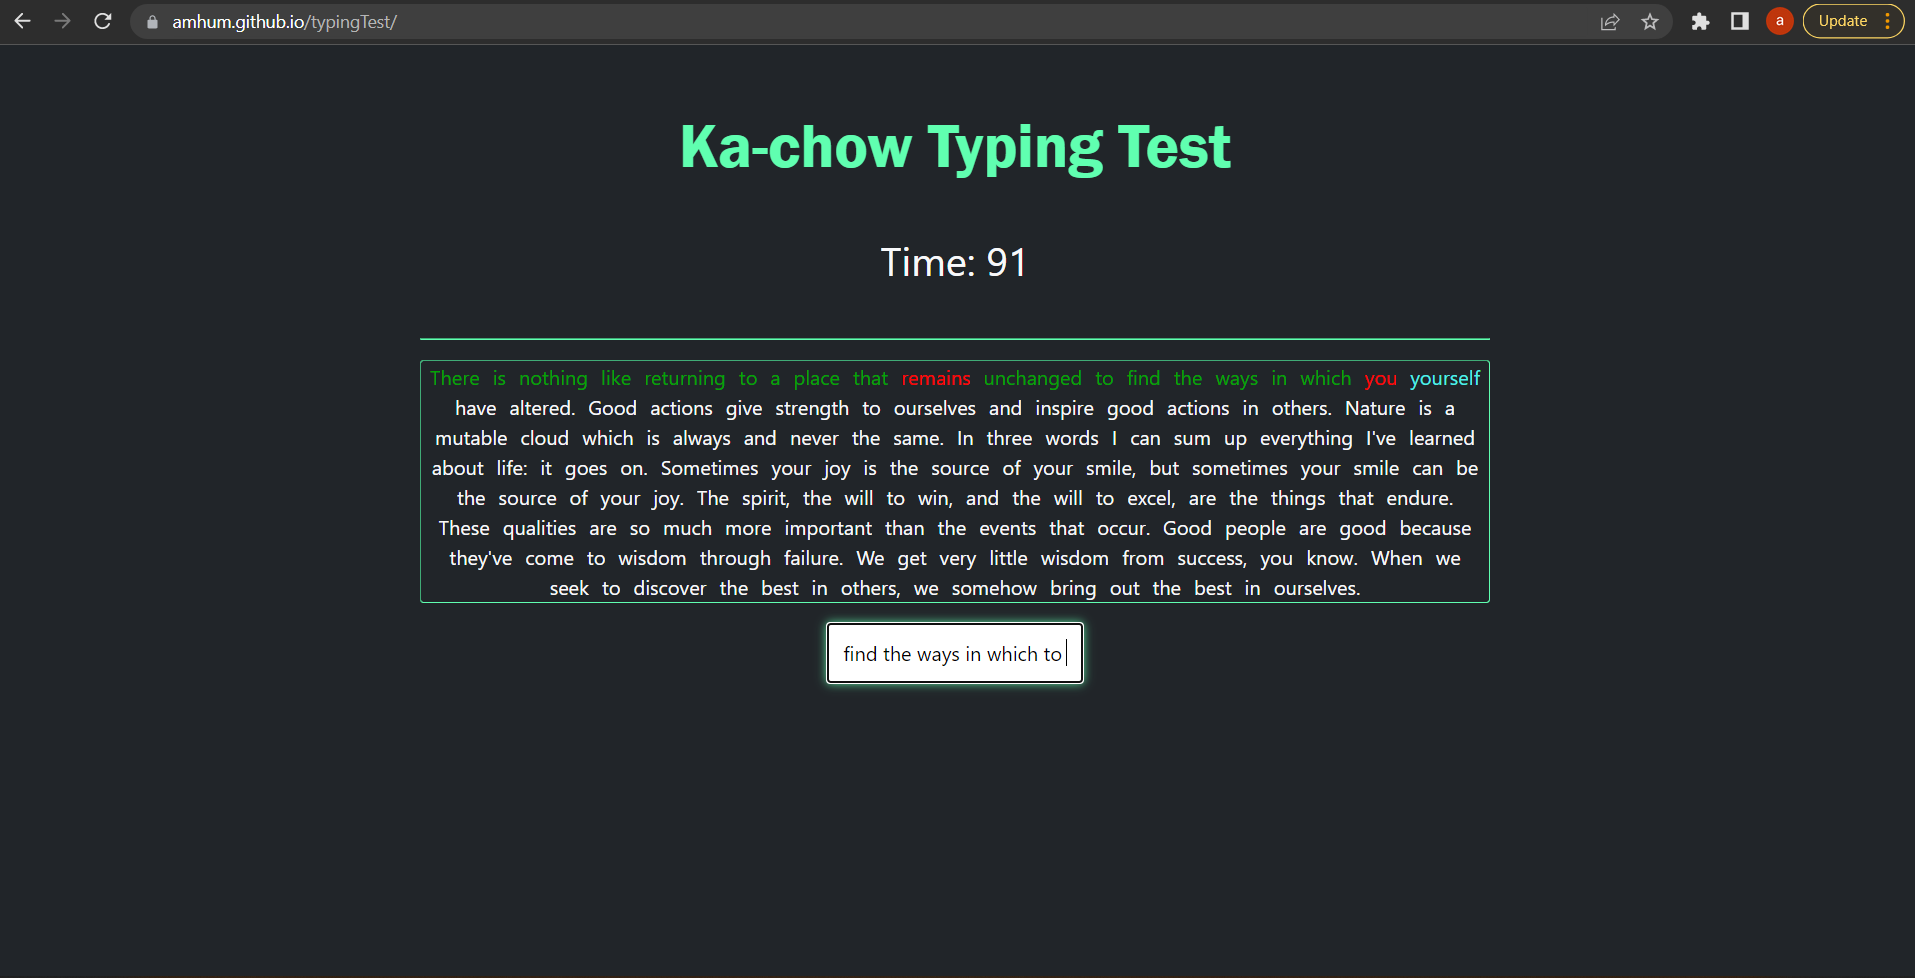 amhum.github.io/typingTest/
a
Update
Ka-chow Typing Test
Time: 91
There is nothing like returning to a place that remains unchanged to find the ways in which you yourself
have altered. Good actions give strength to ourselves and inspire good actions in others. Nature is a
mutable cloud which is always and never the same. In three words I can sum up everything I've learned
about life: it goes on. Sometimes your joy is the source of your smile, but sometimes your smile can be
the source of your joy. The spirit, the will to win, and the will to excel, are the things that endure.
These qualities are so much more important than the events that occur. Good people are good because
they've come to wisdom through failure. We get very little wisdom from success, you know. When we
seek to discover the best in others, we somehow bring out the best in ourselves.
find the ways in which to